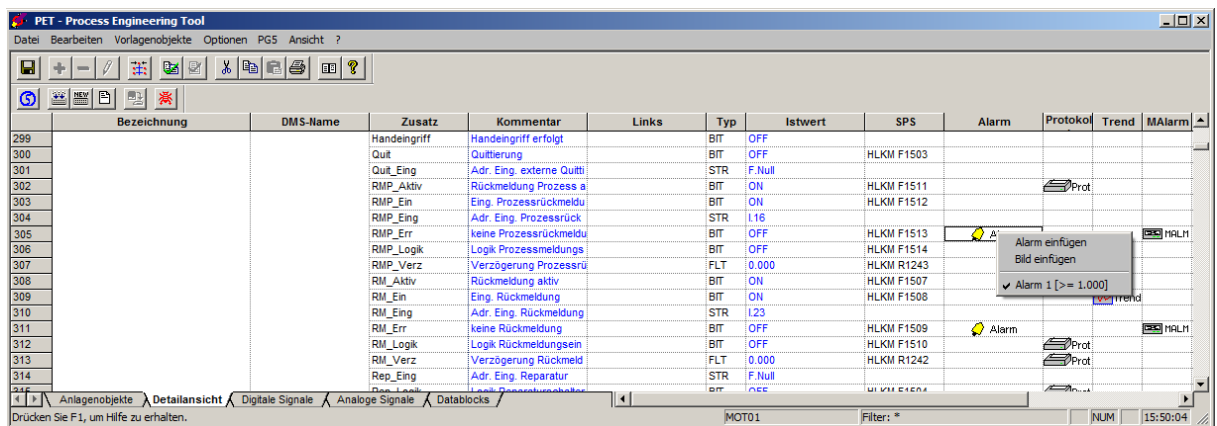 PET - Process Engineering Tool
Datei Bearbeiten Vorlagenobjekte Optionen PG5 Ansicht ?
NEW
Bezeichnung DMS-Name Zusatz Kommentar Links Typ Istwert SPS Alarm Protokol Trend MAlarm
299 Handeingriff Handeingriff erfolgt BIT OFF
300 Quit Quittierung BIT OFF HLKM F1503
301 Quit_Eing Adr. Eing. externe Quitti STR F.Null
302 RMP_Aktiv Rückmeldung Prozess a BIT ON HLKM F1511 Prot
303 RMP_Ein Eing. Prozessrückmeldu BIT ON HLKM F1512
304 RMP_Eing Adr. Eing. Prozessrück STR I.16
305 RMP_Err keine Prozessrückmeldu BIT OFF HLKM F1513 MALM
306 RMP_Logik Logik Prozessmeldungs BIT OFF HLKM F1514
307 RMP_Verz Verzögerung Prozessrü FLT 0.000 HLKM R1243
308 RM_Aktiv Rückmeldung aktiv BIT ON HLKM F1507
309 RM_Ein Eing. Rückmeldung BIT ON HLKM F1508 Trend
310 RM_Eing Adr. Eing. Rückmeldung STR I.23
311 RM_Err keine Rückmeldung BIT OFF HLKM F1509 Alarm MALM
312 RM_Logik Logik Rückmeldungsein BIT OFF HLKM F1510 Prot
313 RM_Verz Verzögerung Rückmeld FLT 0.000 HLKM R1242 Prot
314 Rep_Eing Adr. Eing. Reparatur STR F.Null
Alarm einfügen
Bild einfügen
Alarm 1 [>= 1.000]
Anlagenobjekte Detailansicht Digitale Signale Analoge Signale Datablocks
Drücken Sie F1, um Hilfe zu erhalten. MOT01 Filter: * NUM 15:50:04